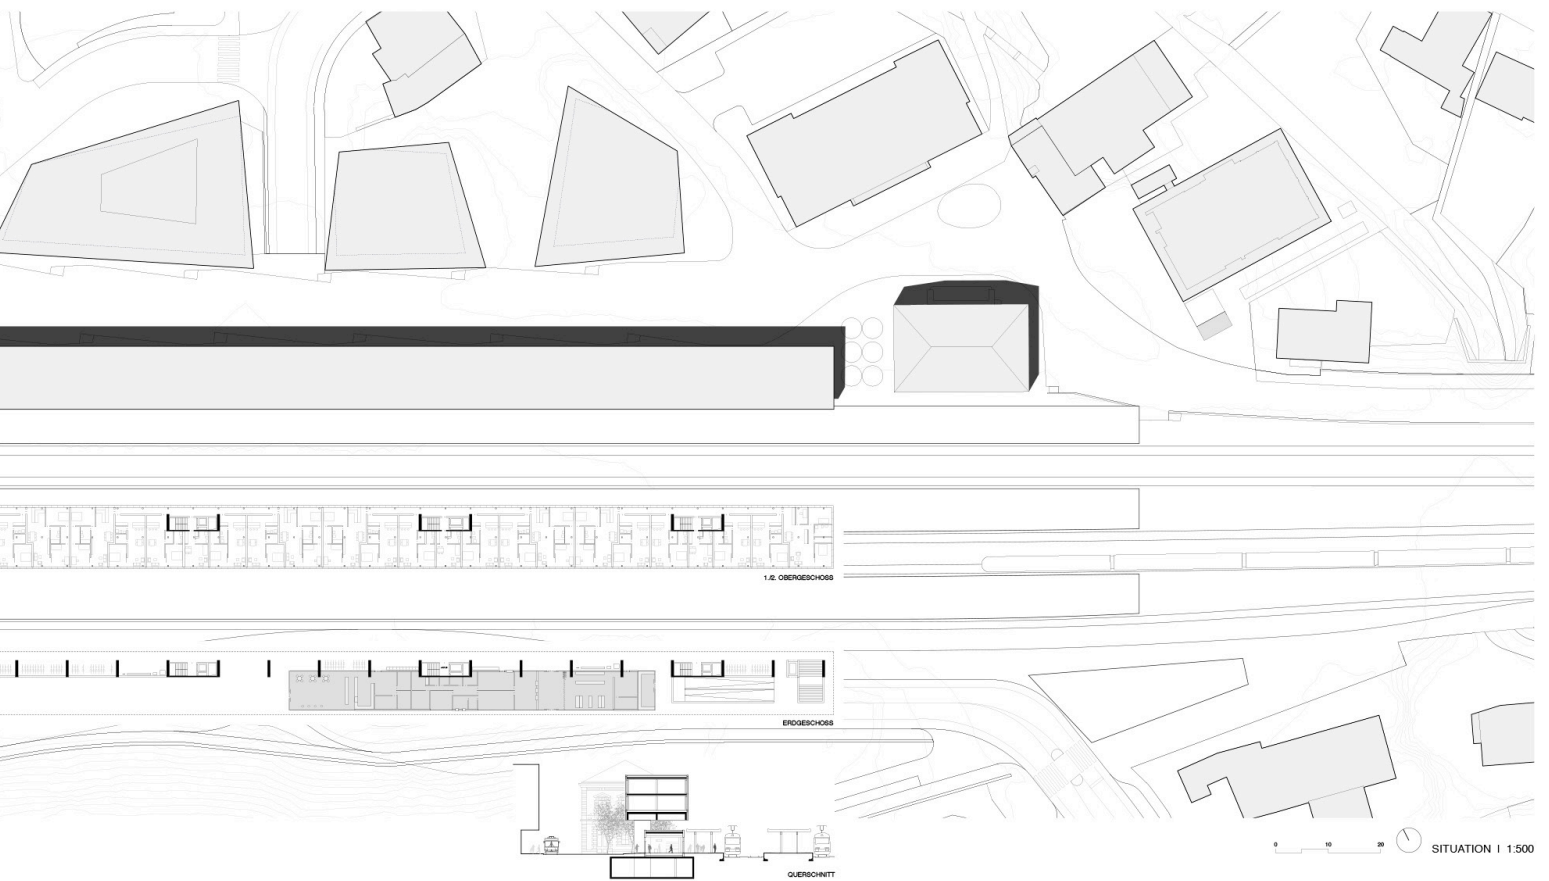 1./2. OBERGESCHOSS
ERDGESCHOSS
QUERSCHNITT
0 10 20
SITUATION I 1:500